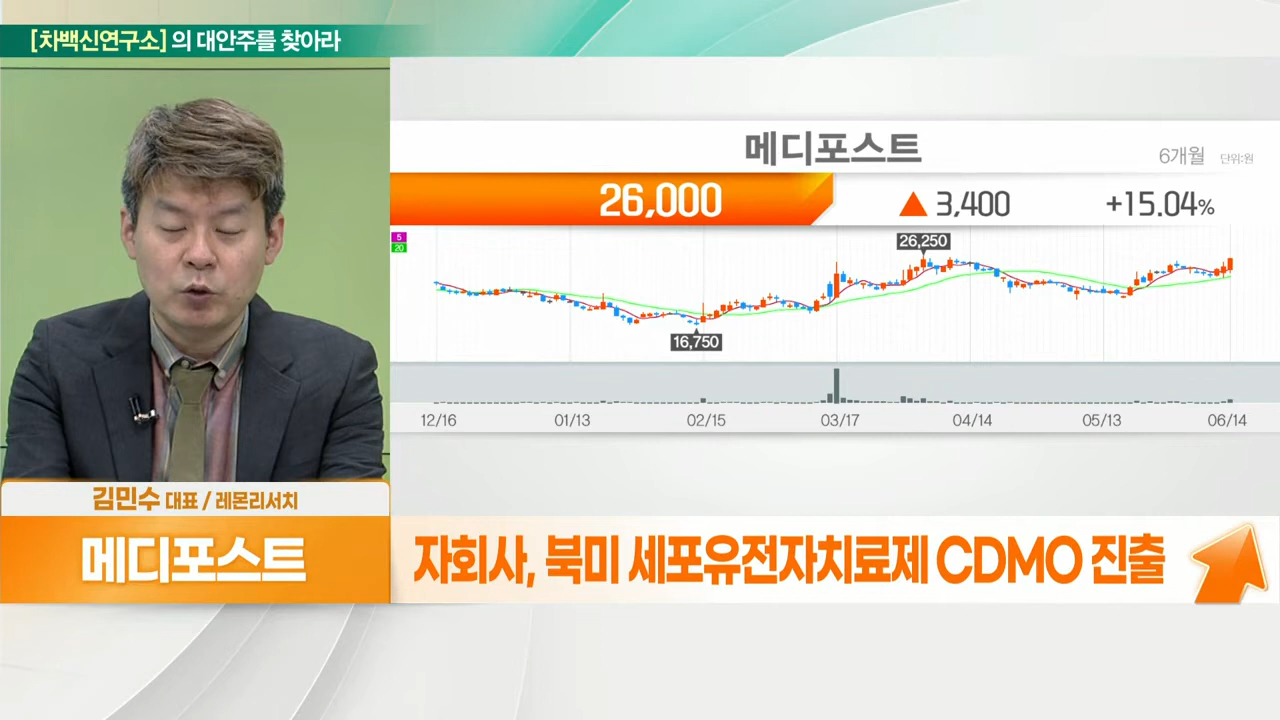 [차백신연구소] 의 대안주를 찾아라
메디포스트
6개월 단위:원
26,000 ▲ 3,400 +15.04%
5
20
26,250
16,750
12/16 01/13 02/15 03/17 04/14 05/13 06/14
김민수 대표 / 레몬리서치
메디포스트
자회사, 북미 세포유전자치료제 CDMO 진출